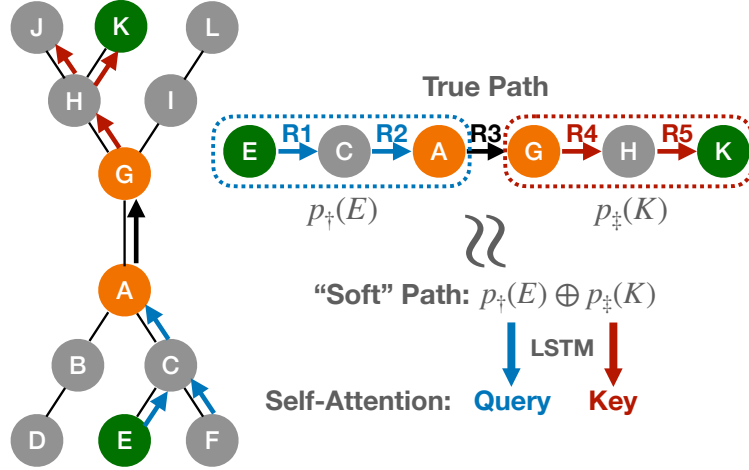 J K L
H I
G
A
B C
D E F
True Path
E R1 C R2 A R3 G R4 H R5 K
p†(E) p‡(K)
≈
“Soft” Path: p†(E) ⊕ p‡(K)
LSTM
Self-Attention: Query Key